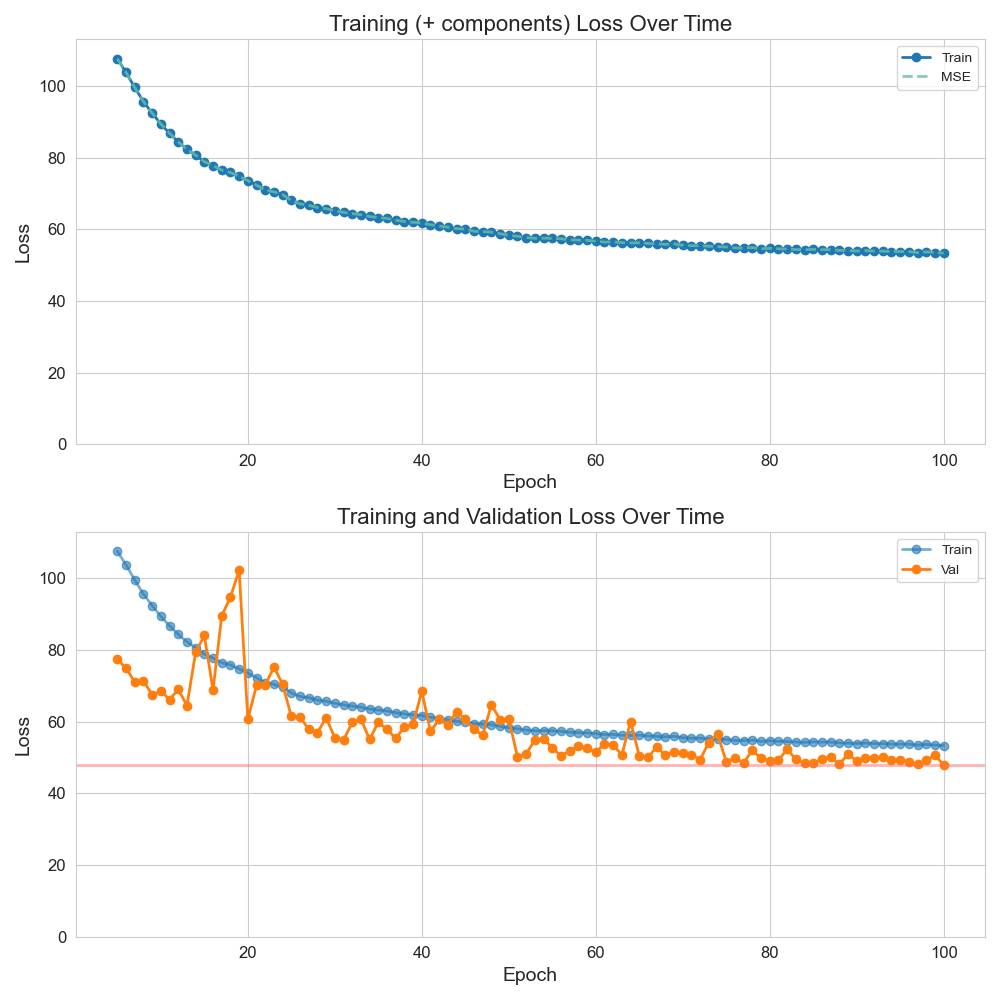 Training (+ components) Loss Over Time
Train
MSE
100
80
60
40
20
0
Loss
20 40 60 80 100
Epoch
Training and Validation Loss Over Time
Train
Val
100
80
60
40
20
0
Loss
20 40 60 80 100
Epoch